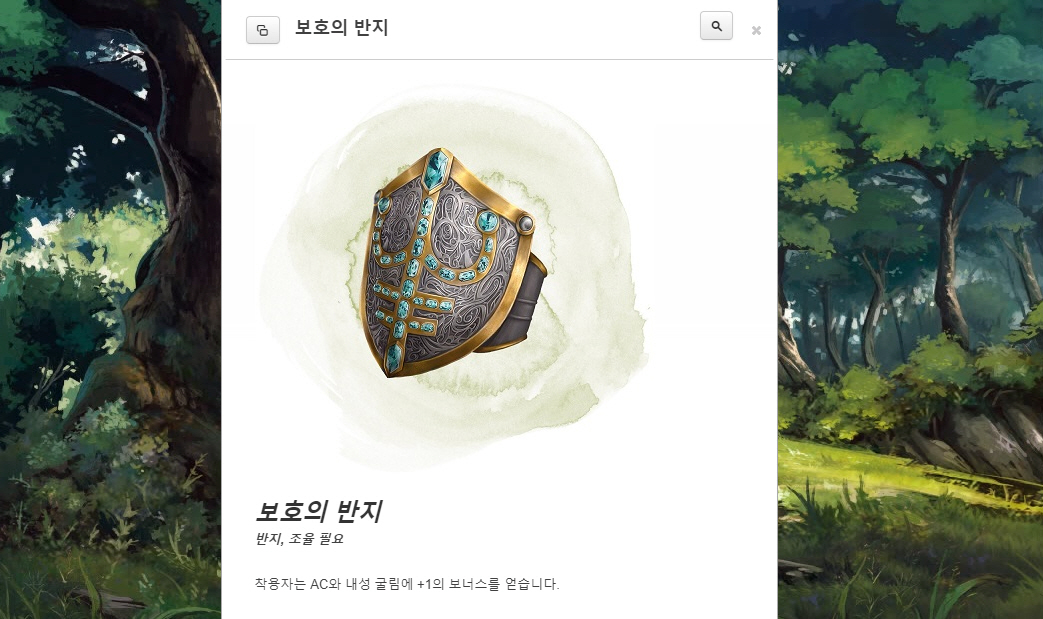 보호의 반지
보호의 반지
반지, 조율 필요
착용자는 AC와 내성 굴림에 +1의 보너스를 얻습니다.